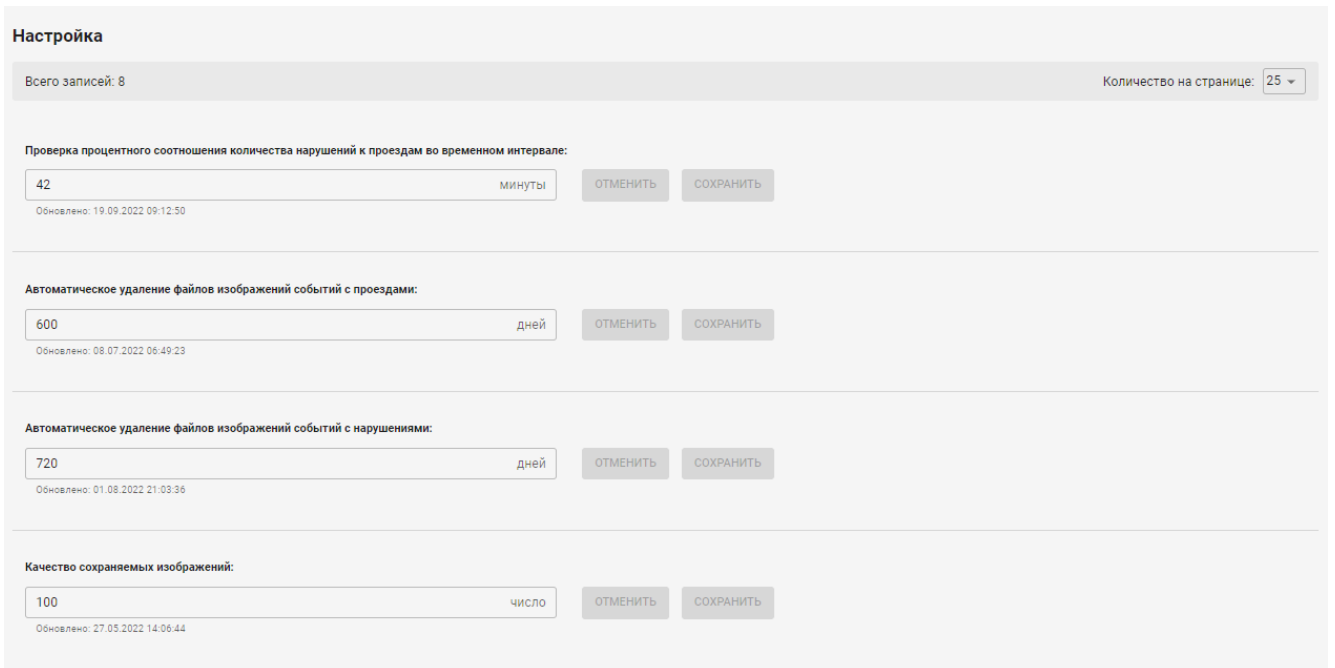 Настройка
Всего записей: 8 Количество на странице: 25
Проверка процентного соотношения количества нарушений к проездам во временном интервале:
42 минуты ОТМЕНИТЬ СОХРАНИТЬ
Обновлено: 19.09.2022 09:12:50
Автоматическое удаление файлов изображений событий с проездами:
600 дней ОТМЕНИТЬ СОХРАНИТЬ
Обновлено: 08.07.2022 06:49:23
Автоматическое удаление файлов изображений событий с нарушениями:
720 дней ОТМЕНИТЬ СОХРАНИТЬ
Обновлено: 01.08.2022 21:03:36
Качество сохраняемых изображений:
100 число ОТМЕНИТЬ СОХРАНИТЬ
Обновлено: 27.05.2022 14:06:44